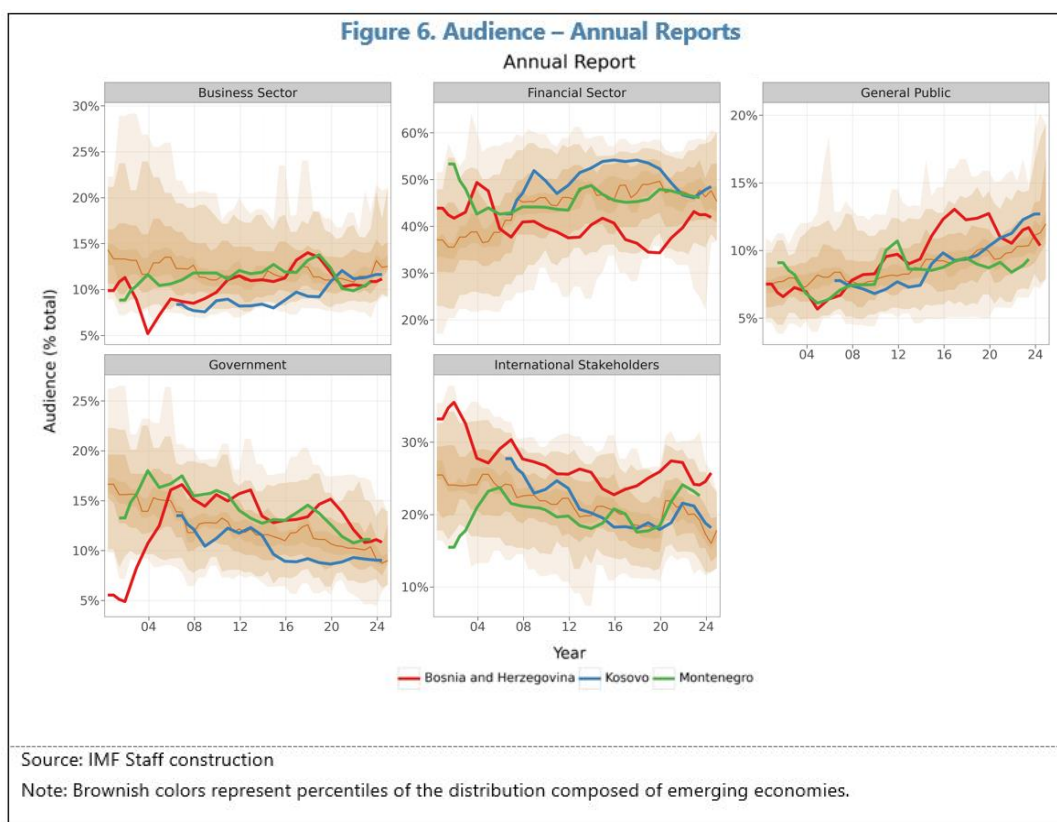 Figure 6. Audience – Annual Reports
Annual Report
Business Sector
Financial Sector
General Public
30%
25%
20%
15%
10%
5%
60%
50%
40%
30%
20%
20%
15%
10%
5%
04 08 12 16 20 24
Government
International Stakeholders
25%
20%
15%
10%
5%
30%
20%
10%
04 08 12 16 20 24
04 08 12 16 20 24
Audience (% total)
Year
Bosnia and Herzegovina Kosovo Montenegro
Source: IMF Staff construction
Note: Brownish colors represent percentiles of the distribution composed of emerging economies.